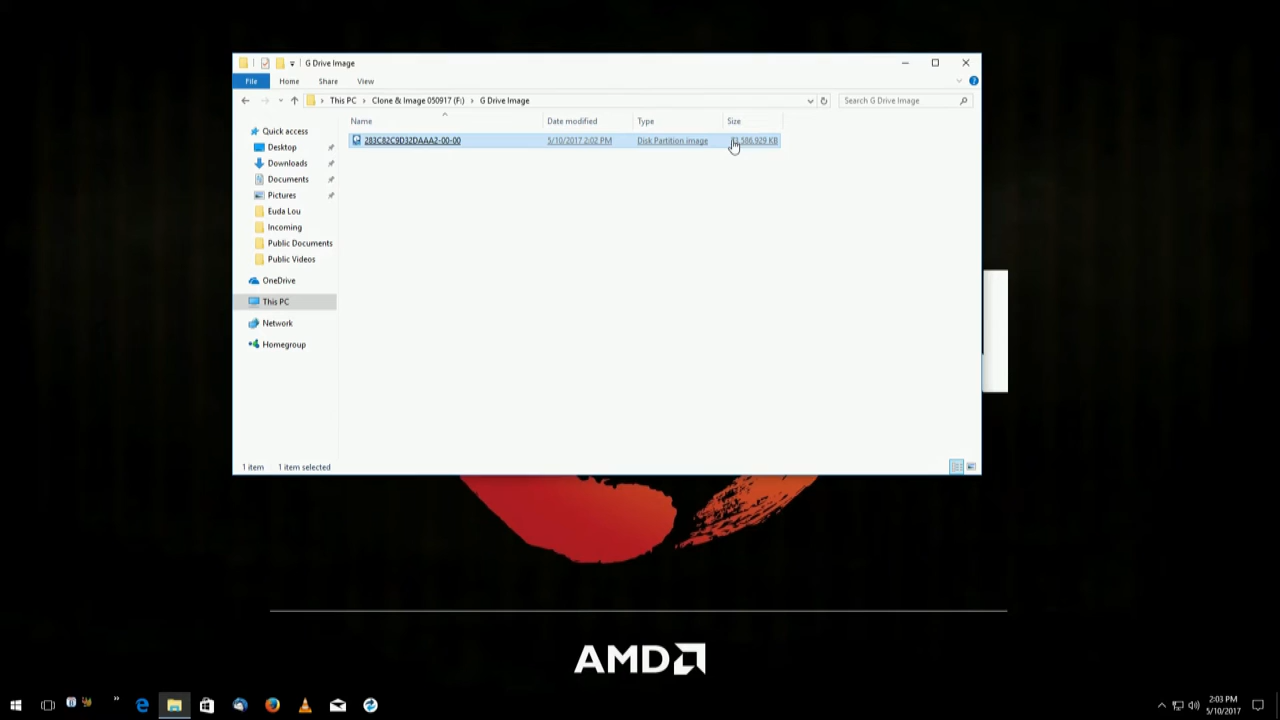 G Drive Image
File Home Share View
This PC Clone & Image 050917 (F:) G Drive Image Search G Drive Image
Name Date modified Type Size
283C82C9D32DAAA2-00-00 5/10/2017 2:02 PM Disk Partition image KB
Quick access
Desktop
Downloads
Documents
Pictures
Euda Lou
Incoming
Public Documents
Public Videos
OneDrive
This PC
Network
Homegroup
1 item 1 item selected
AMD
2:03 PM
5/10/2017